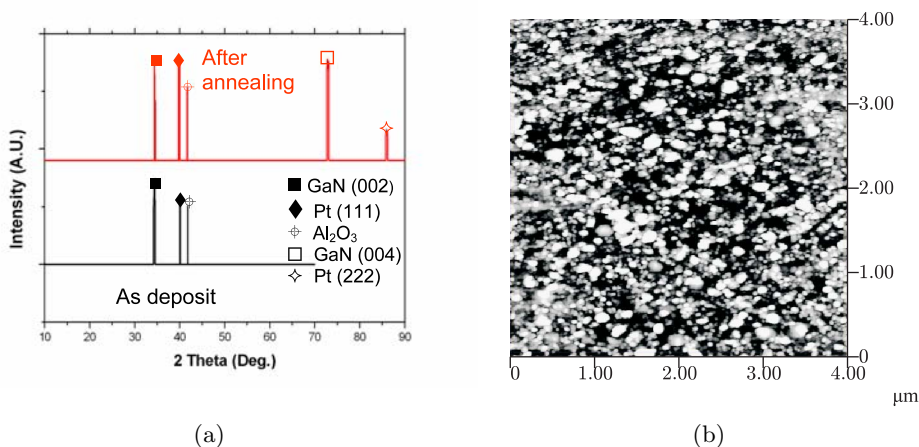 After
annealing
GaN (002)
Pt (111)
Al₂O₃
GaN (004)
Pt (222)
As deposit
Intensity (A.U.)
10 20 30 40 50 60 70 80 90
2 Theta (Deg.)
(a)
4.00
3.00
2.00
1.00
0
0 1.00 2.00 3.00 4.00
μm
(b)